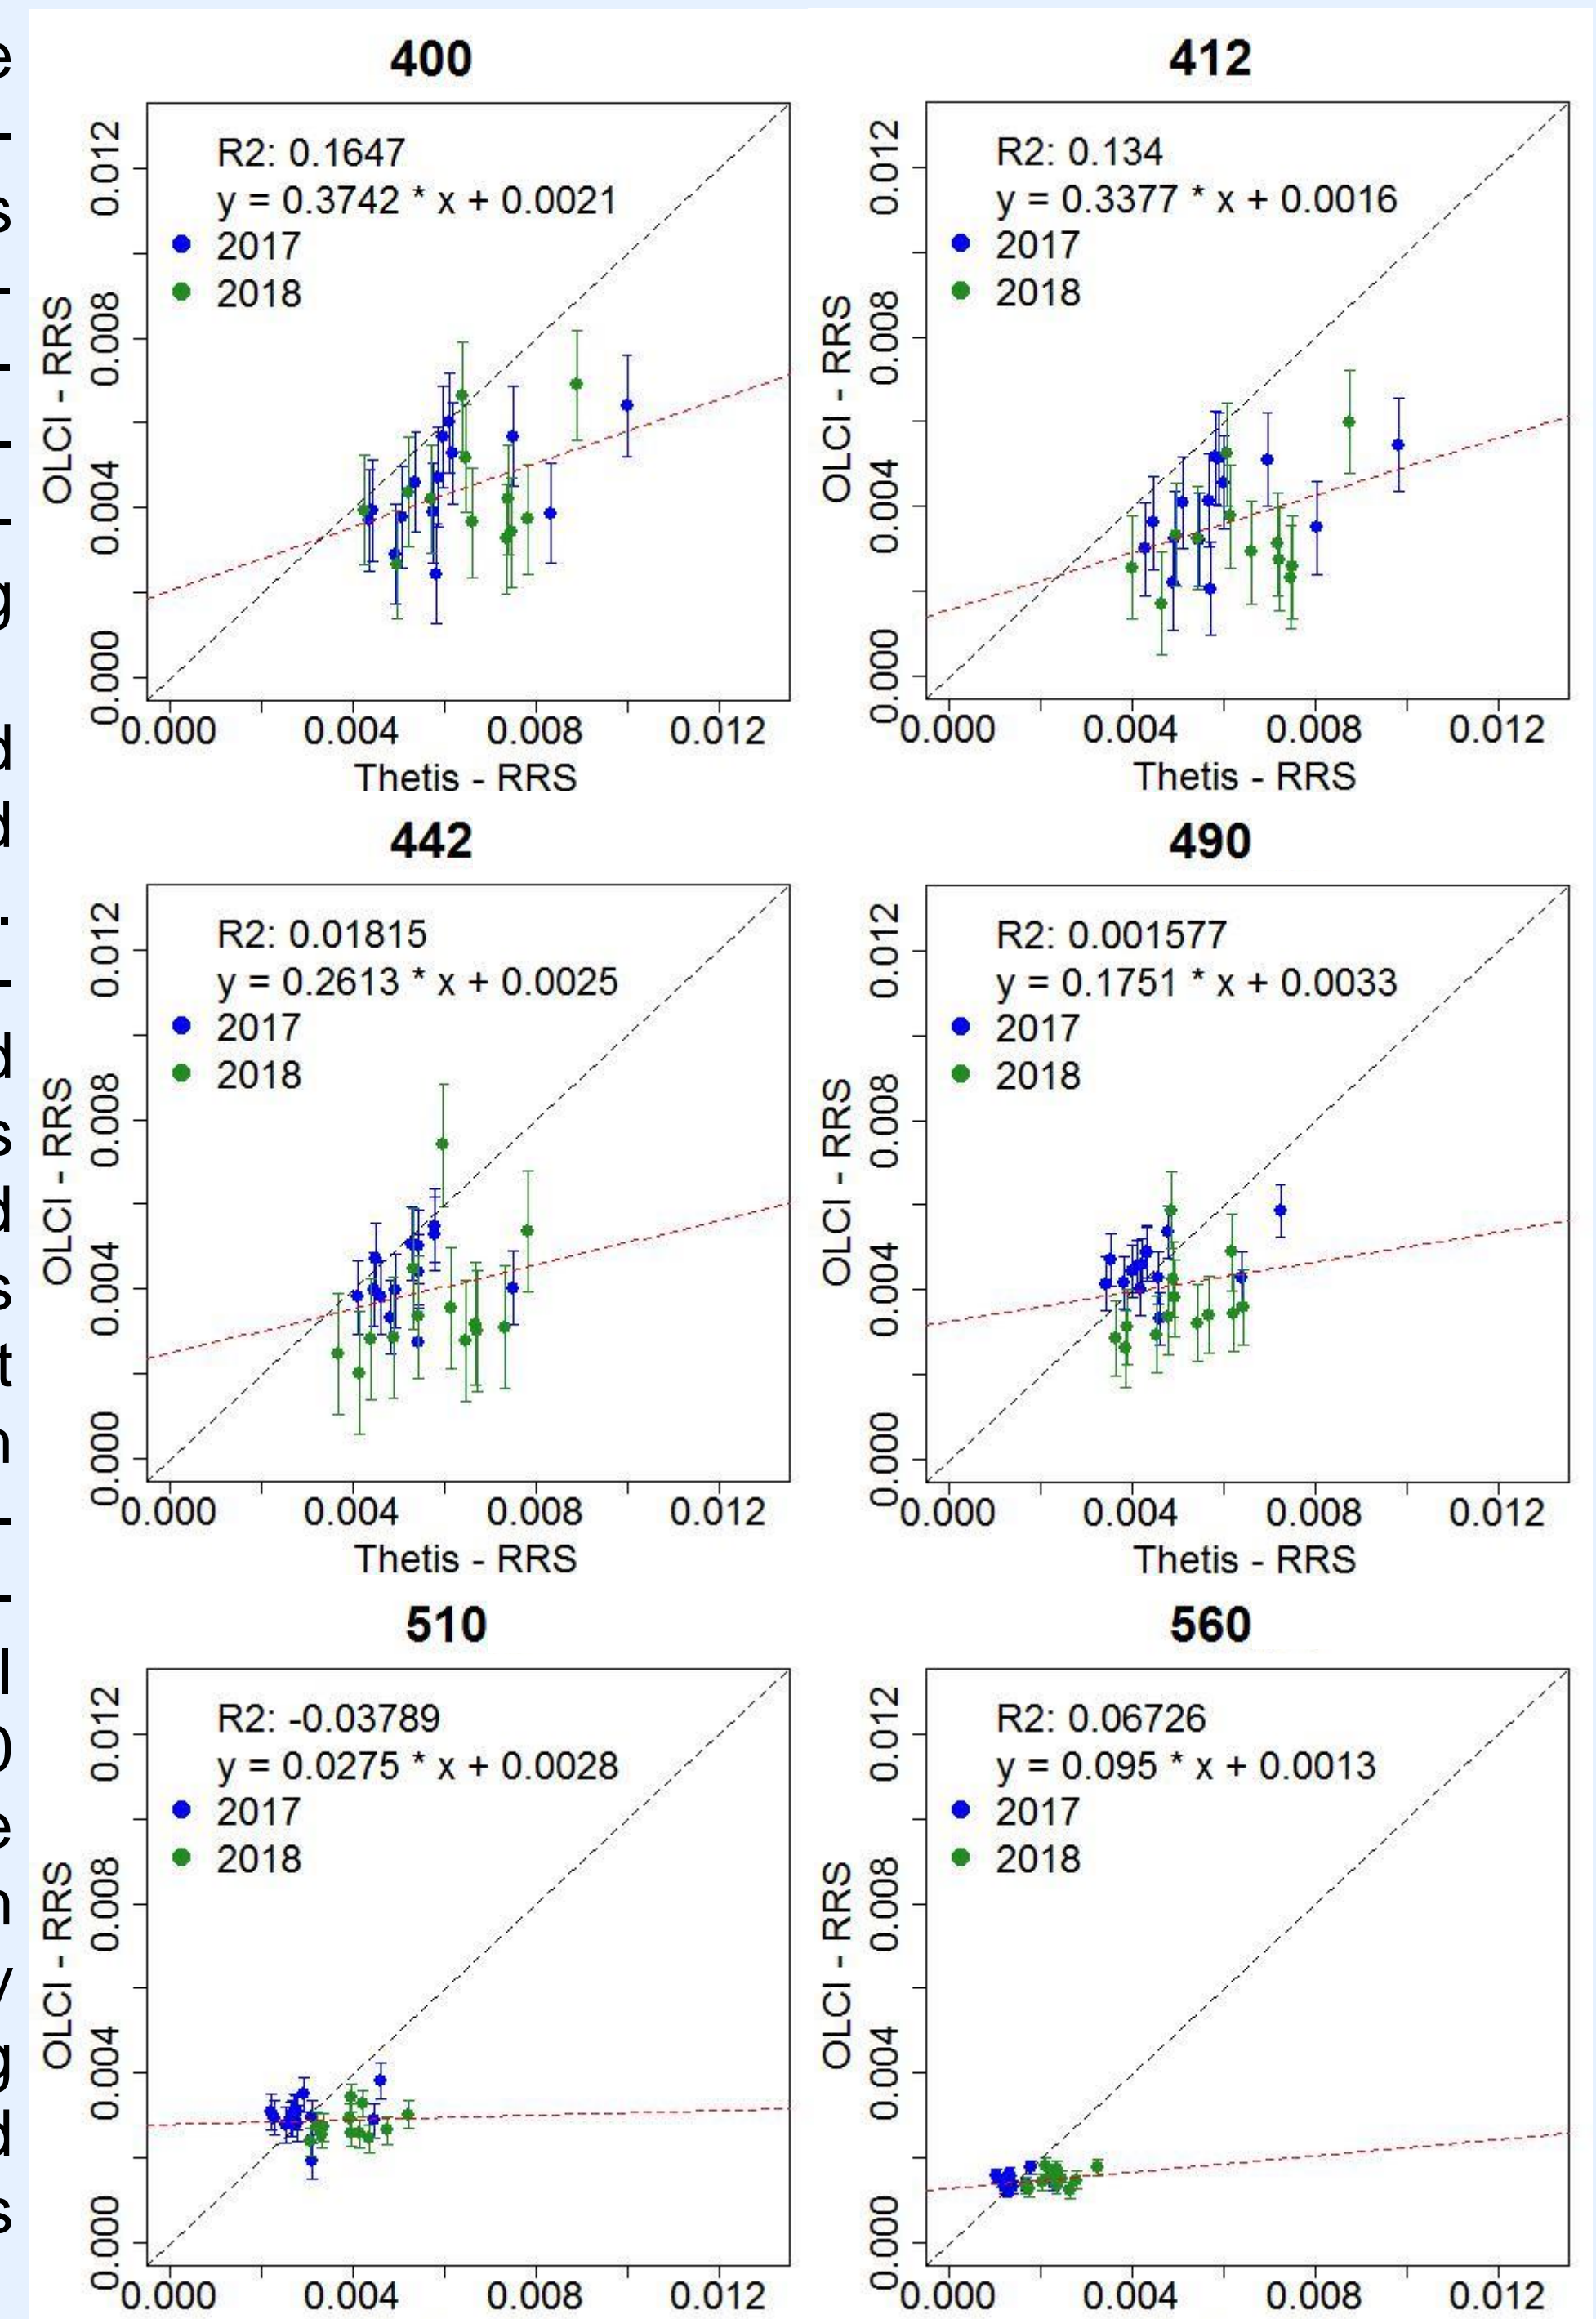 400
R2: 0.1647
y = 0.3742 * x + 0.0021
2017
2018
OLCI - RRS
0.000 0.004 0.008 0.012
0.000 0.004 0.008 0.012
Thetis - RRS
412
R2: 0.134
y = 0.3377 * x + 0.0016
2017
2018
OLCI - RRS
0.000 0.004 0.008 0.012
0.000 0.004 0.008 0.012
Thetis - RRS
442
R2: 0.01815
y = 0.2613 * x + 0.0025
2017
2018
OLCI - RRS
0.000 0.004 0.008 0.012
0.000 0.004 0.008 0.012
Thetis - RRS
490
R2: 0.001577
y = 0.1751 * x + 0.0033
2017
2018
OLCI - RRS
0.000 0.004 0.008 0.012
0.000 0.004 0.008 0.012
Thetis - RRS
510
R2: -0.03789
y = 0.0275 * x + 0.0028
2017
2018
OLCI - RRS
0.000 0.004 0.008 0.012
0.000 0.004 0.008 0.012
560
R2: 0.06726
y = 0.095 * x + 0.0013
2017
2018
OLCI - RRS
0.000 0.004 0.008 0.012
0.000 0.004 0.008 0.012